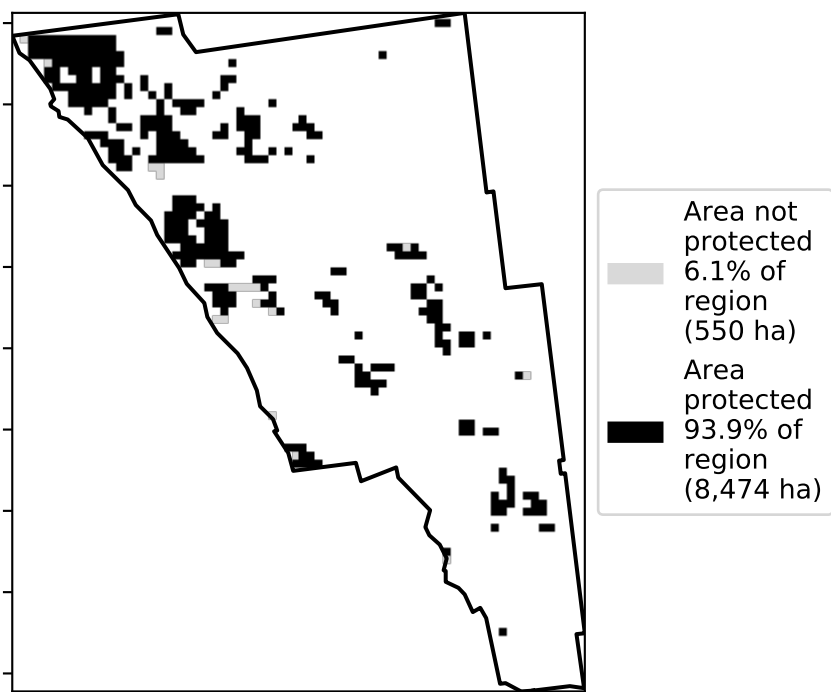 Area not
protected
6.1% of
region
(550 ha)
Area
protected
93.9% of
region
(8,474 ha)